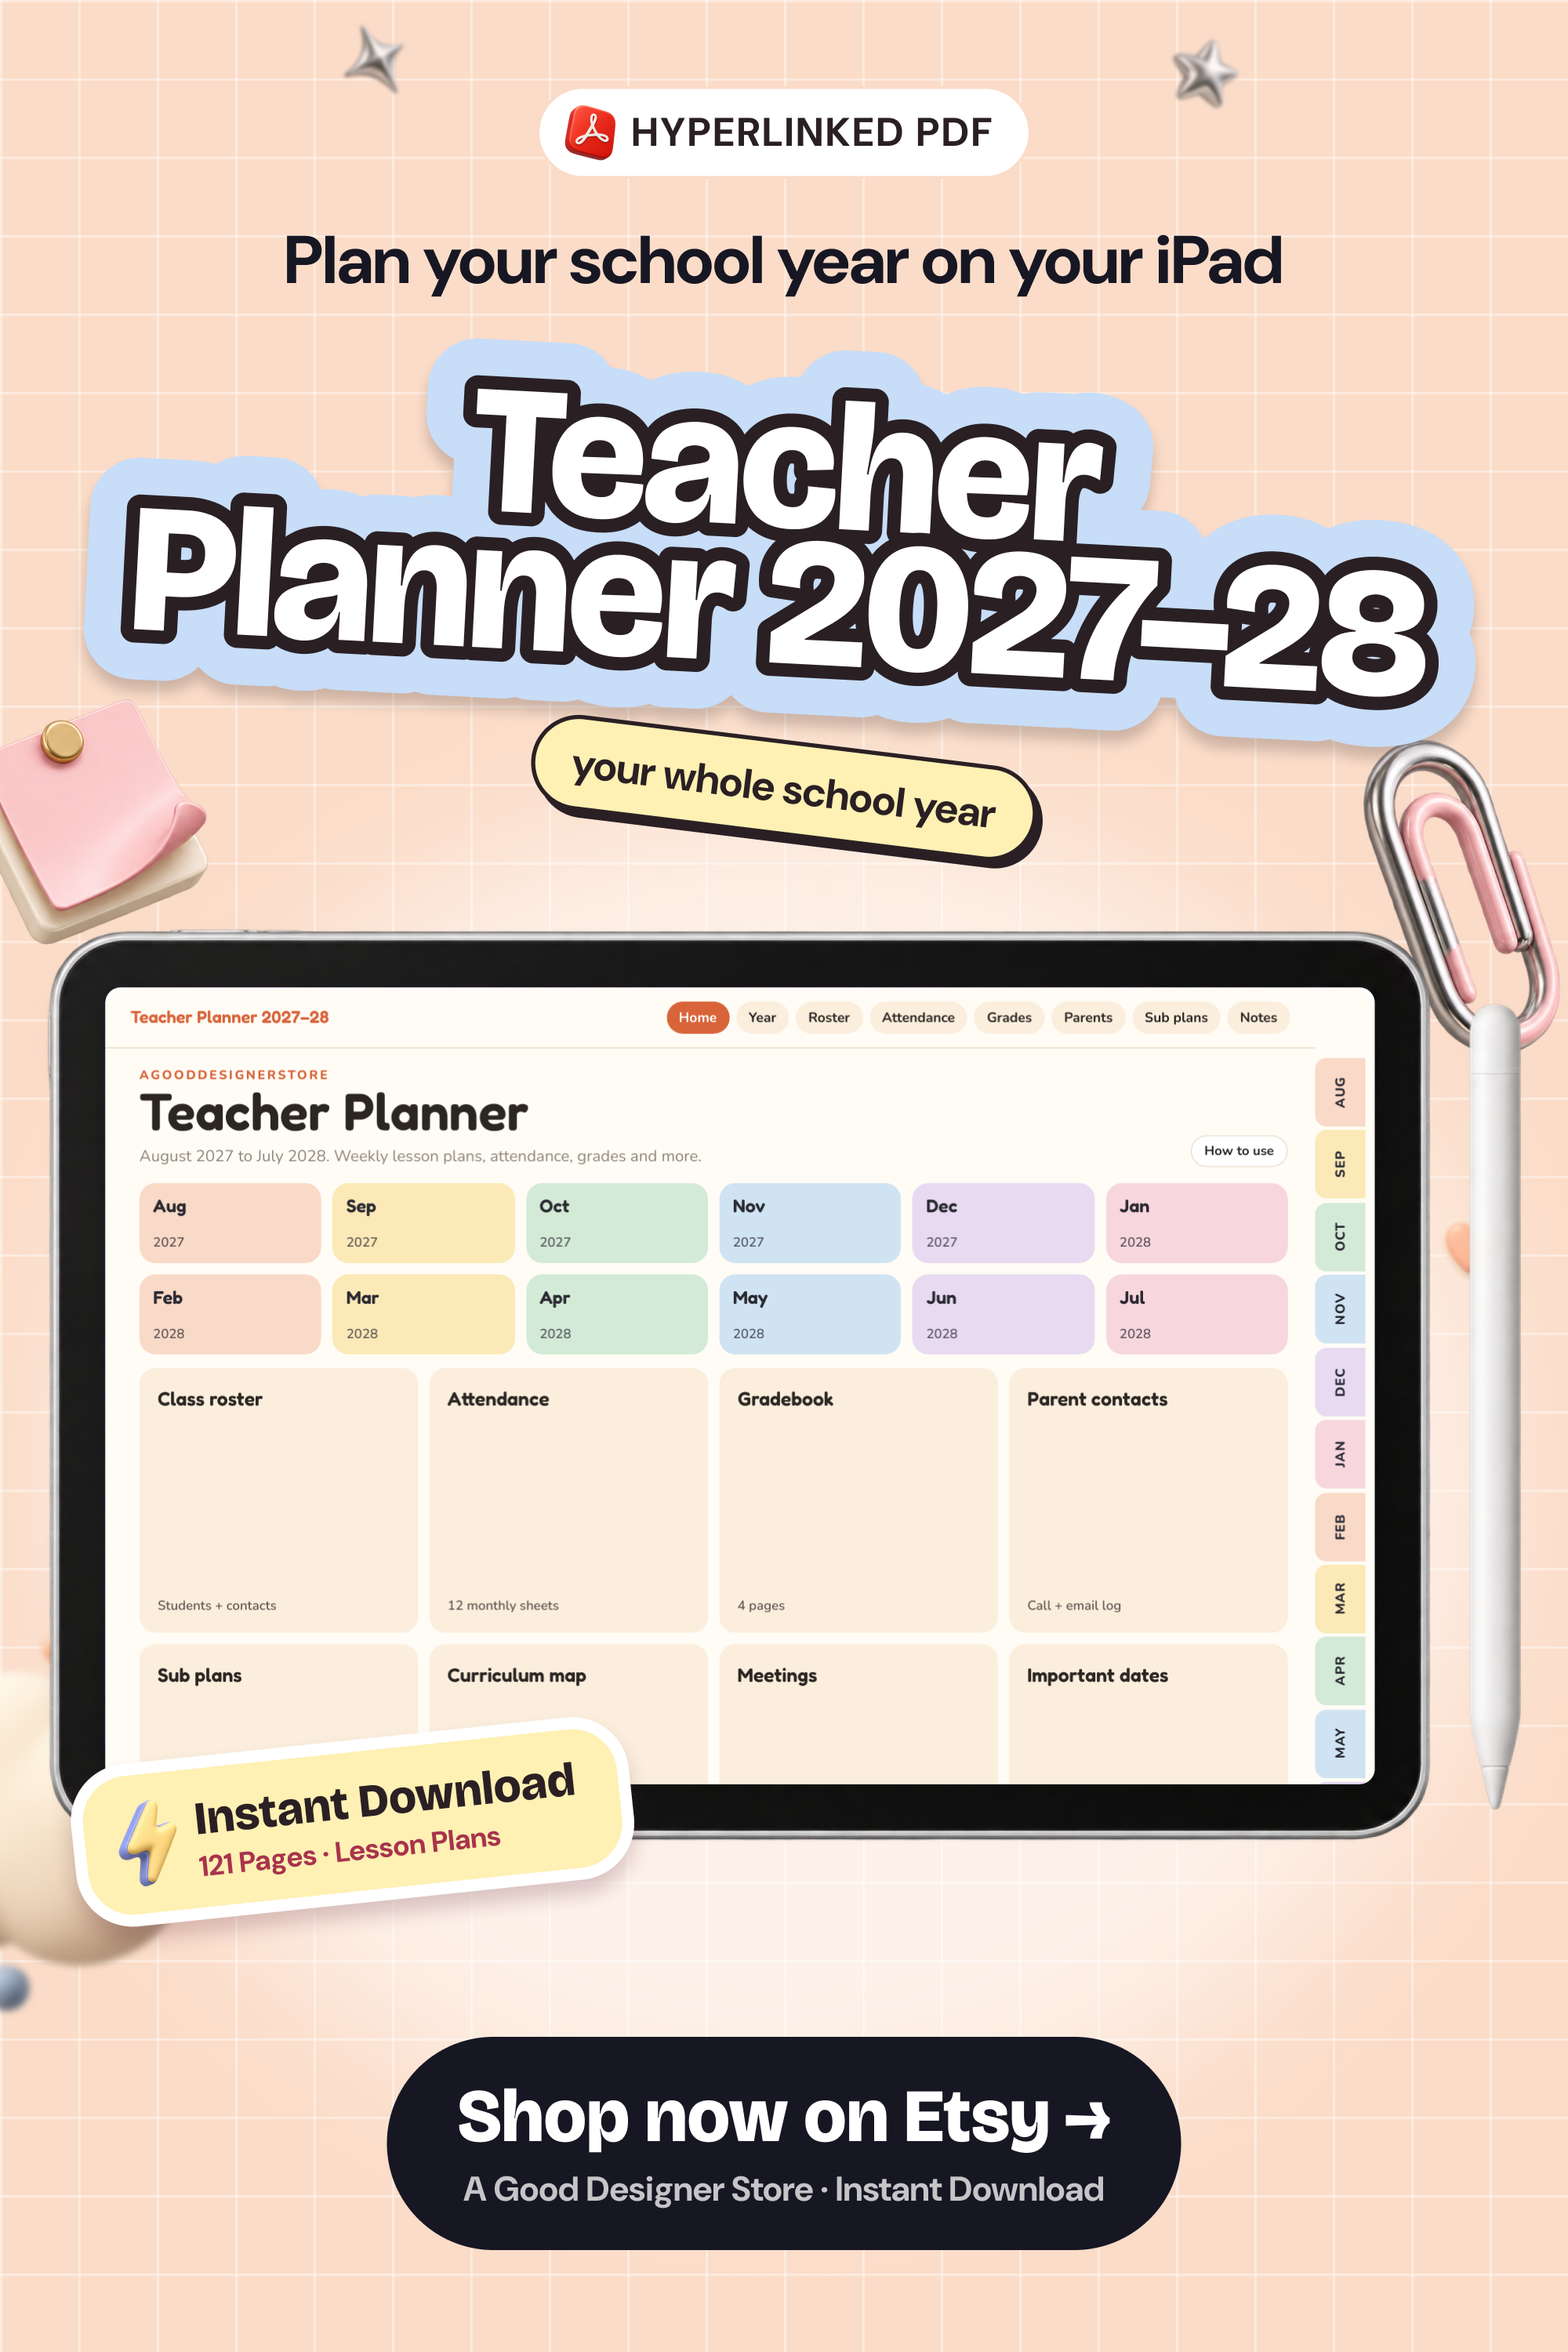 HYPERLINKED PDF
Plan your school year on your iPad
Teacher
Planner 2027–28
your whole school year
Teacher Planner 2027–28
Home Year Roster Attendance Grades Parents Sub plans Notes
AGOODDESIGNERSTORE
Teacher Planner
August 2027 to July 2028. Weekly lesson plans, attendance, grades and more.
How to use
Aug Sep Oct Nov Dec Jan
2027 2027 2027 2027 2027 2028
Feb Mar Apr May Jun Jul
2028 2028 2028 2028 2028 2028
Class roster Attendance Gradebook Parent contacts
Students + contacts 12 monthly sheets 4 pages Call + email log
Sub plans Curriculum map Meetings Important dates
AUG
SEP
OCT
NOV
DEC
JAN
FEB
MAR
APR
MAY
Instant Download
121 Pages · Lesson Plans
Shop now on Etsy →
A Good Designer Store · Instant Download